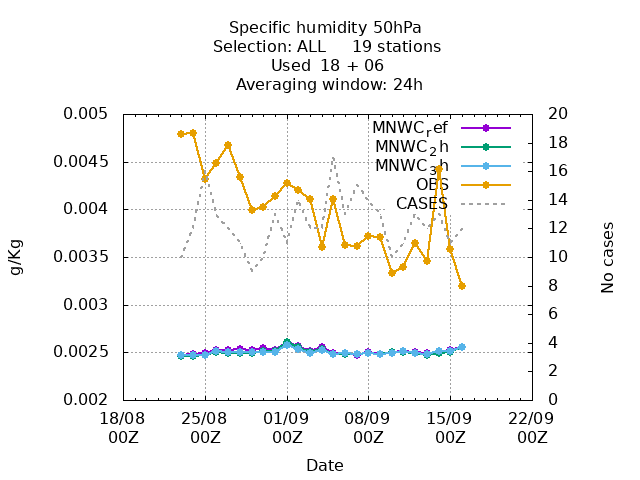 Specific humidity 50hPa
Selection: ALL 19 stations
Used 18 + 06
Averaging window: 24h
0.005
0.0045
0.004
0.0035
0.003
0.0025
0.002
g/Kg
20
18
16
14
12
10
8
6
4
2
0
No cases
MNWCref
MNWC2h
MNWC3h
OBS
CASES
18/08 25/08 01/09 08/09 15/09 22/09
00Z 00Z 00Z 00Z 00Z 00Z
Date